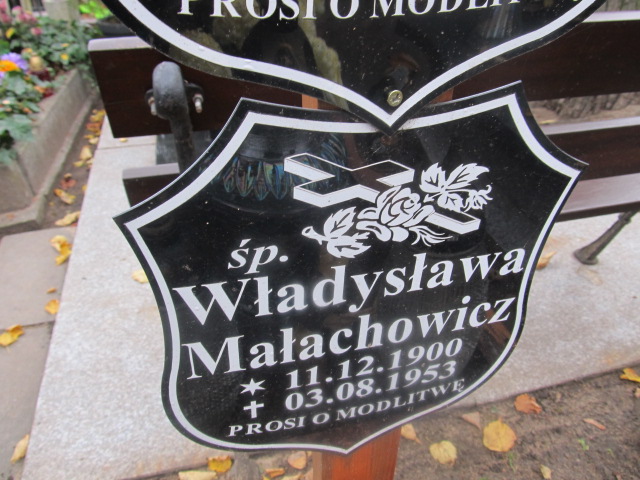 PROSI O MODLITWĘ
śp.
Władysława
Małachowicz
✶ 11.12.1900
✝ 03.08.1953
PROSI O MODLITWĘ